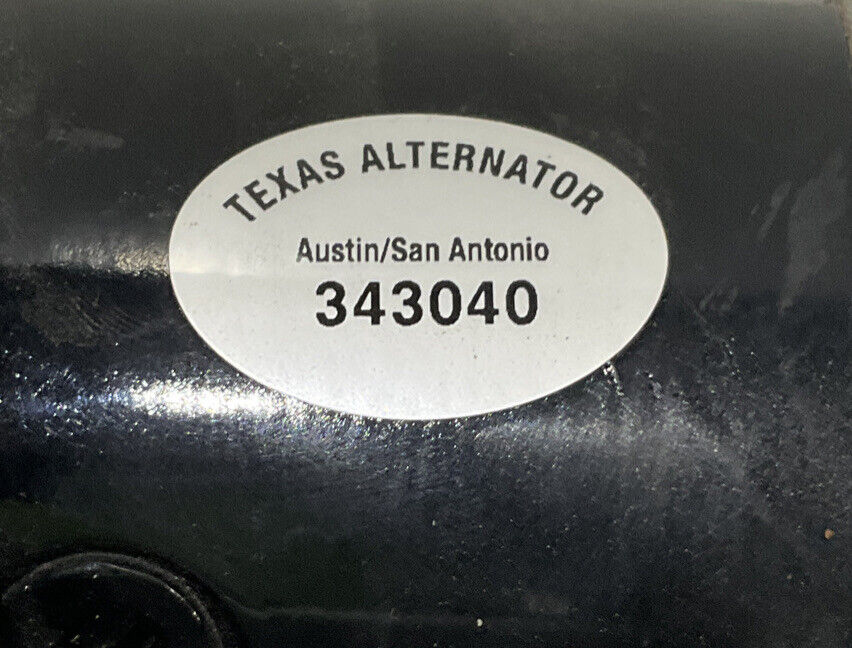 TEXAS ALTERNATOR
Austin/San Antonio
343040